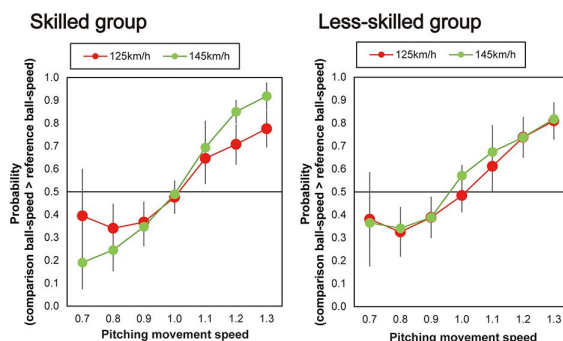 Skilled group
125km/h 145km/h
Probability
(comparison ball-speed > reference ball-speed)
1.0
0.9
0.8
0.7
0.6
0.5
0.4
0.3
0.2
0.1
0.0
0.7 0.8 0.9 1.0 1.1 1.2 1.3
Pitching movement speed
Less-skilled group
125km/h 145km/h
Probability
(comparison ball-speed > reference ball-speed)
1.0
0.9
0.8
0.7
0.6
0.5
0.4
0.3
0.2
0.1
0.0
0.7 0.8 0.9 1.0 1.1 1.2 1.3
Pitching movement speed